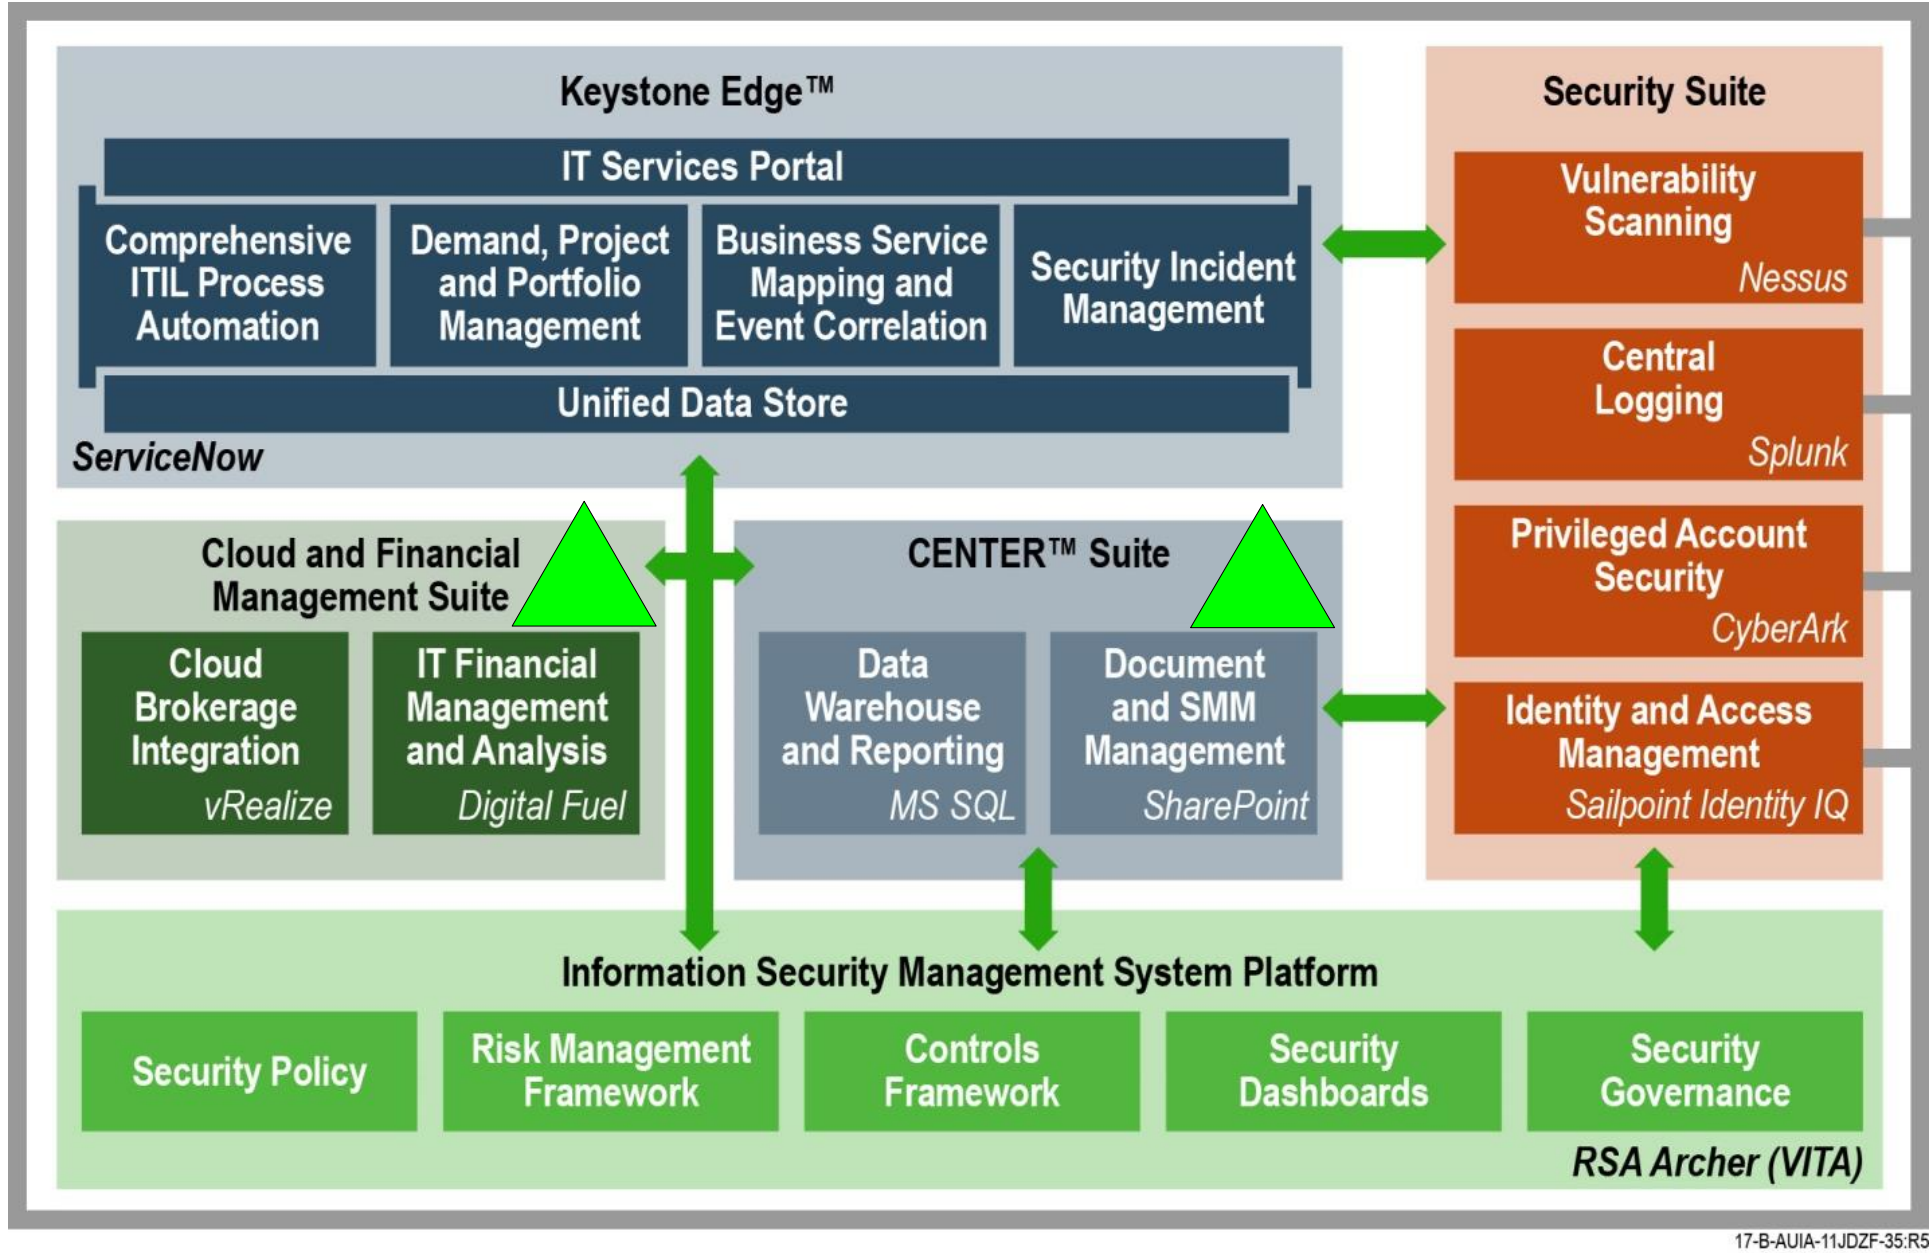 Keystone Edge™
IT Services Portal
Comprehensive
ITIL Process
Automation
Demand, Project
and Portfolio
Management
Business Service
Mapping and
Event Correlation
Security Incident
Management
Unified Data Store
ServiceNow
Security Suite
Vulnerability
Scanning
Nessus
Central
Logging
Splunk
Privileged Account
Security
CyberArk
Identity and Access
Management
Sailpoint Identity IQ
Cloud and Financial
Management Suite
Cloud
Brokerage
Integration
vRealize
IT Financial
Management
and Analysis
Digital Fuel
CENTER™ Suite
Data
Warehouse
and Reporting
MS SQL
Document
and SMM
Management
SharePoint
Information Security Management System Platform
Security Policy
Risk Management
Framework
Controls
Framework
Security
Dashboards
Security
Governance
RSA Archer (VITA)
17-B-AUIA-11JDZF-35:R5